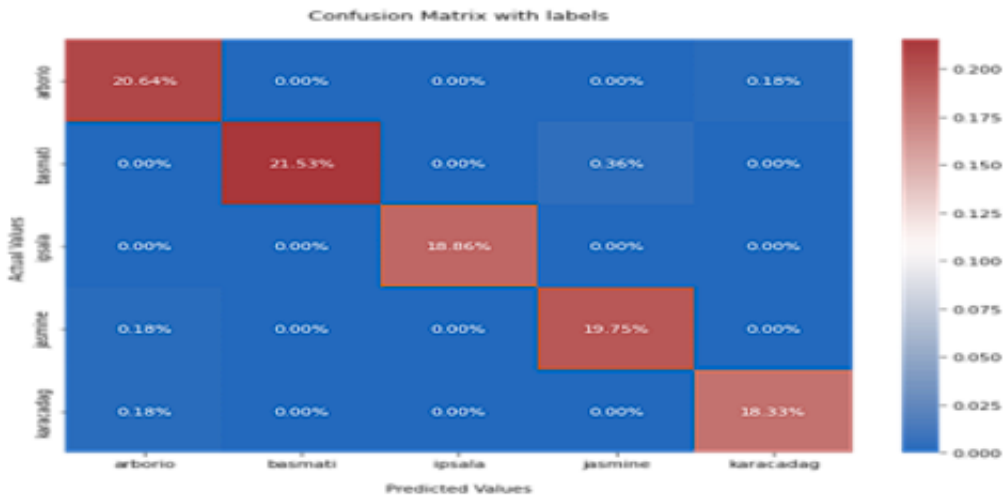 Confusion Matrix with labels
arborio 20.64% 0.00% 0.00% 0.00% 0.18%
basmati 0.00% 21.53% 0.00% 0.36% 0.00%
ipsala 0.00% 0.00% 18.86% 0.00% 0.00%
jasmine 0.18% 0.00% 0.00% 19.75% 0.00%
karacadag 0.18% 0.00% 0.00% 0.00% 18.33%
Actual Values
arborio basmati ipsala jasmine karacadag
Predicted Values
0.200
0.175
0.150
0.125
0.100
0.075
0.050
0.025
0.000